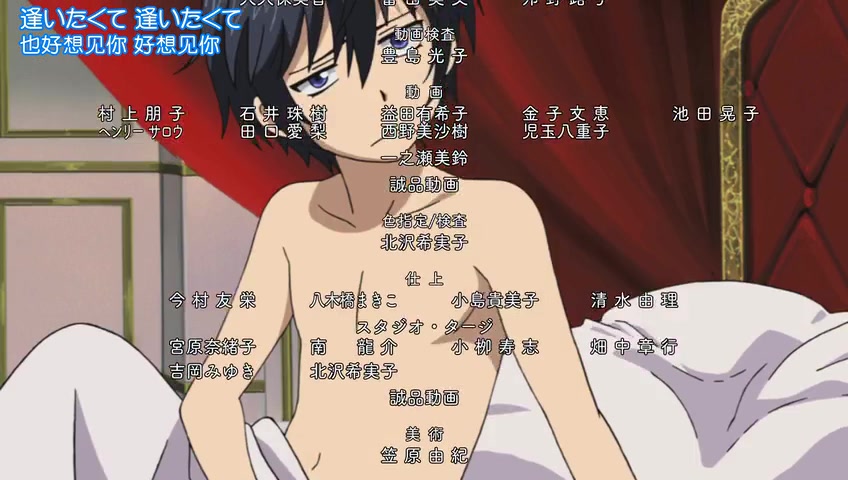 逢いたくて 逢いたくて
也好想见你 好想见你
動画検査
豊島光子
動画
村上朋子 石井珠樹 益田有希子 金子文恵 池田晃子
ヘンリーサロウ 田口愛梨 西野美沙樹 児玉八重子
一之瀬美鈴
誠品動画
色指定/検査
北沢希実子
仕上
今村友栄 八木橋まきこ 小島貴美子 清水由理
スタジオ・タージ
宮原奈緒子 南龍介 小栁寿志 畑中章行
吉岡みゆき 北沢希実子
誠品動画
美術
笠原由紀